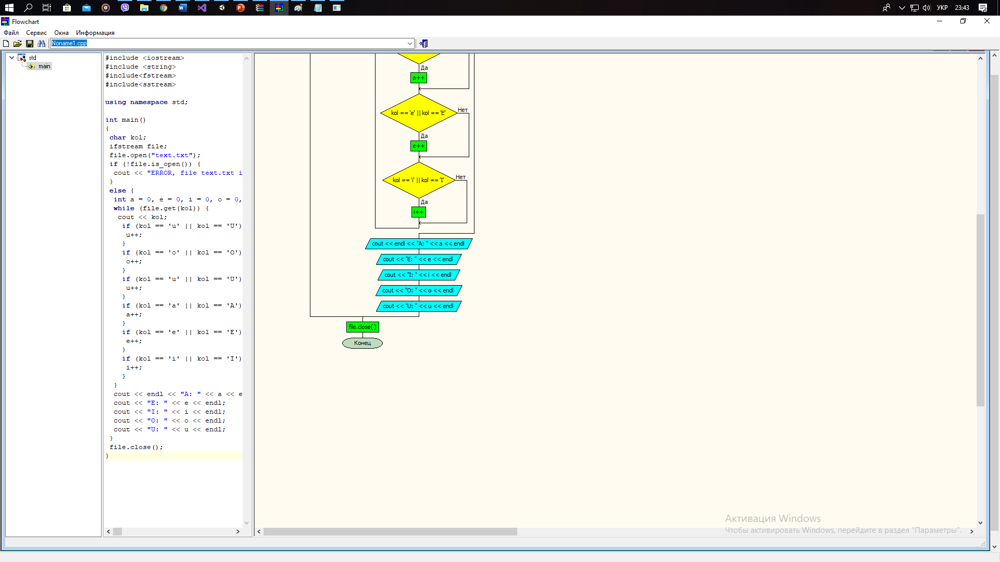 УКР
23:43
Flowchart
Файл Сервис Окна Информация
Noname1.cpp
std
main
#include <iostream>
#include <string>
#include<fstream>
#include<sstream>
using namespace std;
int main()
{
char kol;
ifstream file;
file.open("text.txt");
if (!file.is_open()) {
cout << "ERROR, file text.txt i
}
else {
int a = 0, e = 0, i = 0, o = 0,
while (file.get(kol)) {
cout << kol;
if (kol == 'u' || kol == 'U')
u++;
}
if (kol == 'o' || kol == 'O')
o++;
}
if (kol == 'u' || kol == 'U')
u++;
}
if (kol == 'a' || kol == 'A')
a++;
}
if (kol == 'e' || kol == 'E')
e++;
}
if (kol == 'i' || kol == 'I')
i++;
}
}
cout << endl << "A: " << a << e
cout << "E: " << e << endl;
cout << "I: " << i << endl;
cout << "O: " << o << endl;
cout << "U: " << u << endl;
}
file.close();
}
Да
a++
kol == 'e' || kol == 'E'
Нет
Да
e++
kol == 'i' || kol == 'I'
Нет
Да
i++
cout << endl << "A: " << a << endl
cout << "E: " << e << endl
cout << "I: " << i << endl
cout << "O: " << o << endl
cout << "U: " << u << endl
file.close()
Конец
Активация Windows
Чтобы активировать Windows, перейдите в раздел "Параметры".